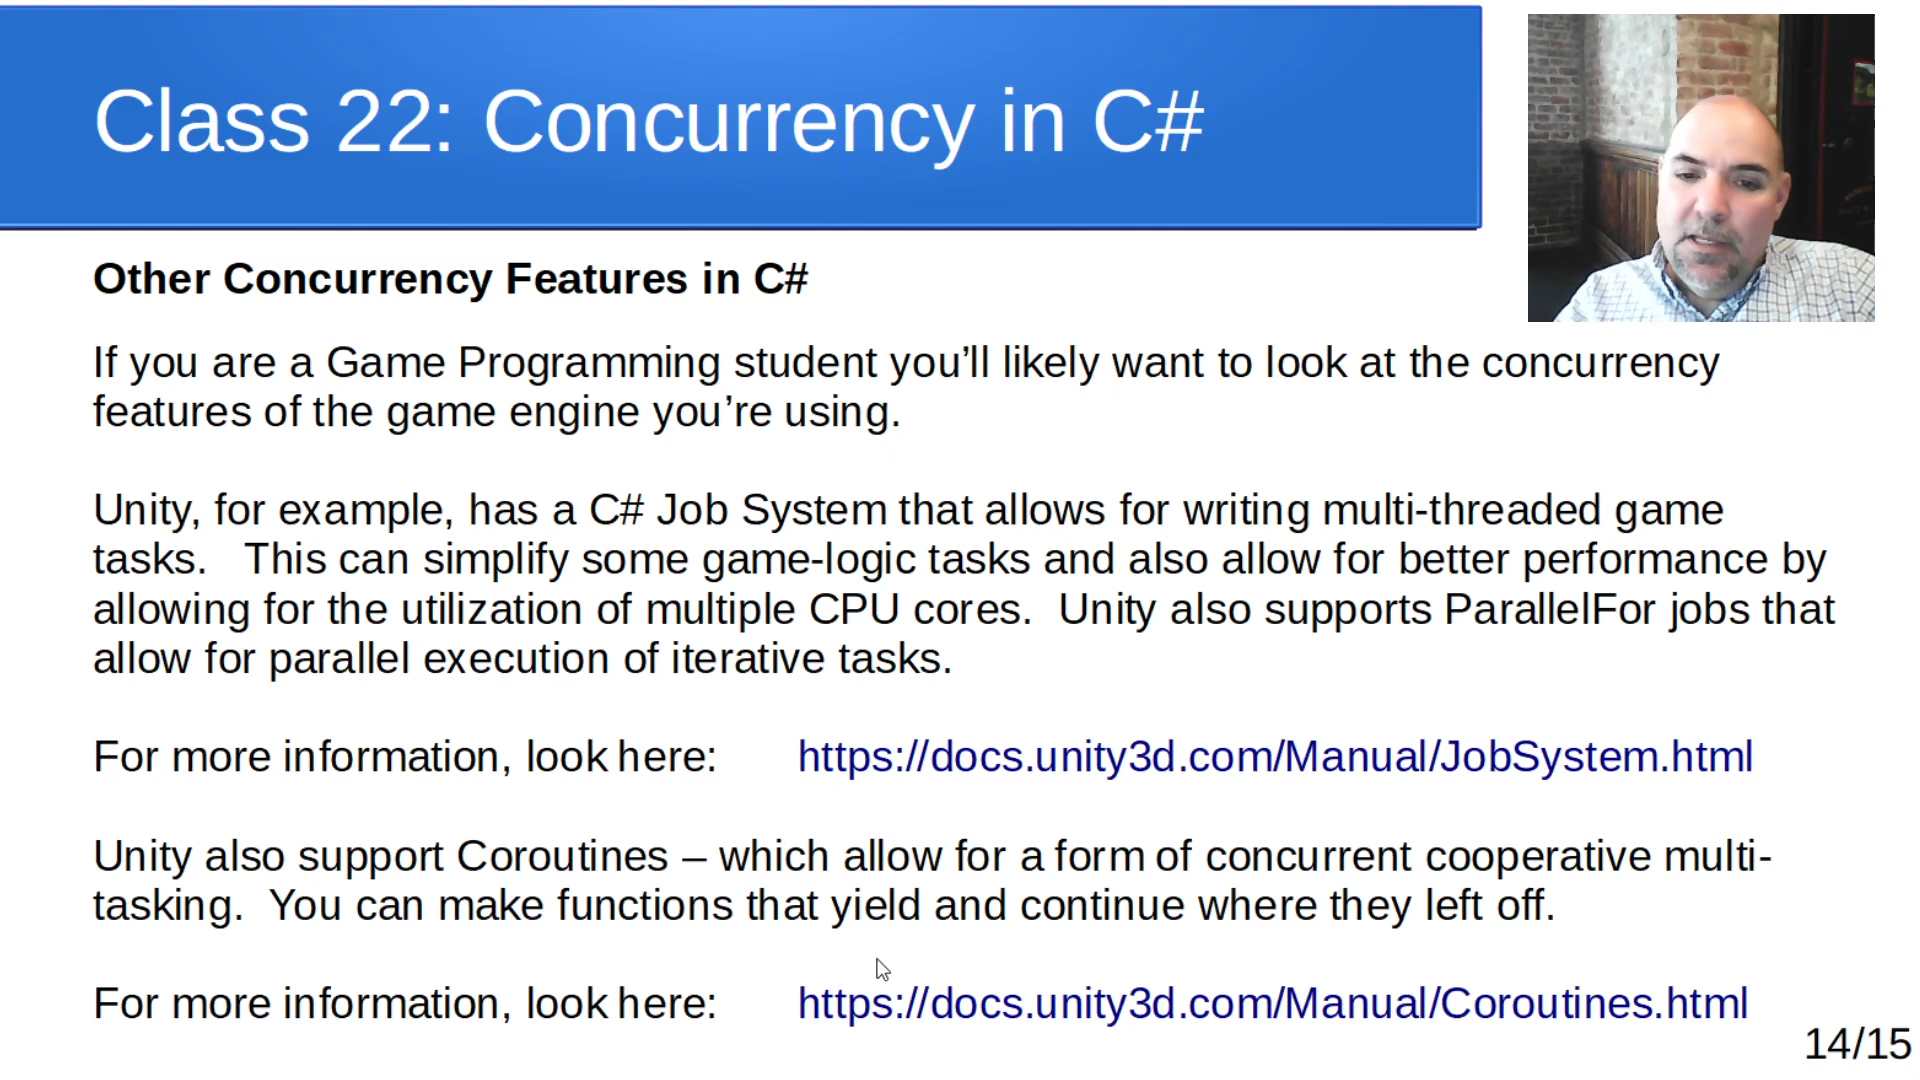 Class 22: Concurrency in C#
Other Concurrency Features in C#
If you are a Game Programming student you’ll likely want to look at the concurrency
features of the game engine you’re using.
Unity, for example, has a C# Job System that allows for writing multi-threaded game
tasks.   This can simplify some game-logic tasks and also allow for better performance by
allowing for the utilization of multiple CPU cores.  Unity also supports ParallelFor jobs that
allow for parallel execution of iterative tasks.
For more information, look here: https://docs.unity3d.com/Manual/JobSystem.html
Unity also support Coroutines – which allow for a form of concurrent cooperative multi-
tasking.  You can make functions that yield and continue where they left off.
For more information, look here: https://docs.unity3d.com/Manual/Coroutines.html
14/15